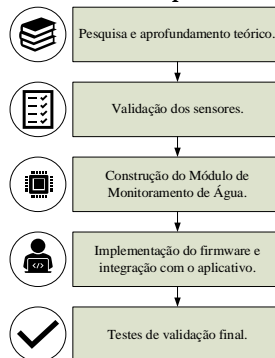 Pesquisa e aprofundamento teórico.
Validação dos sensores.
Construção do Módulo de
Monitoramento de Água.
Implementação do firmware e
integração com o aplicativo.
</>
Testes de validação final.